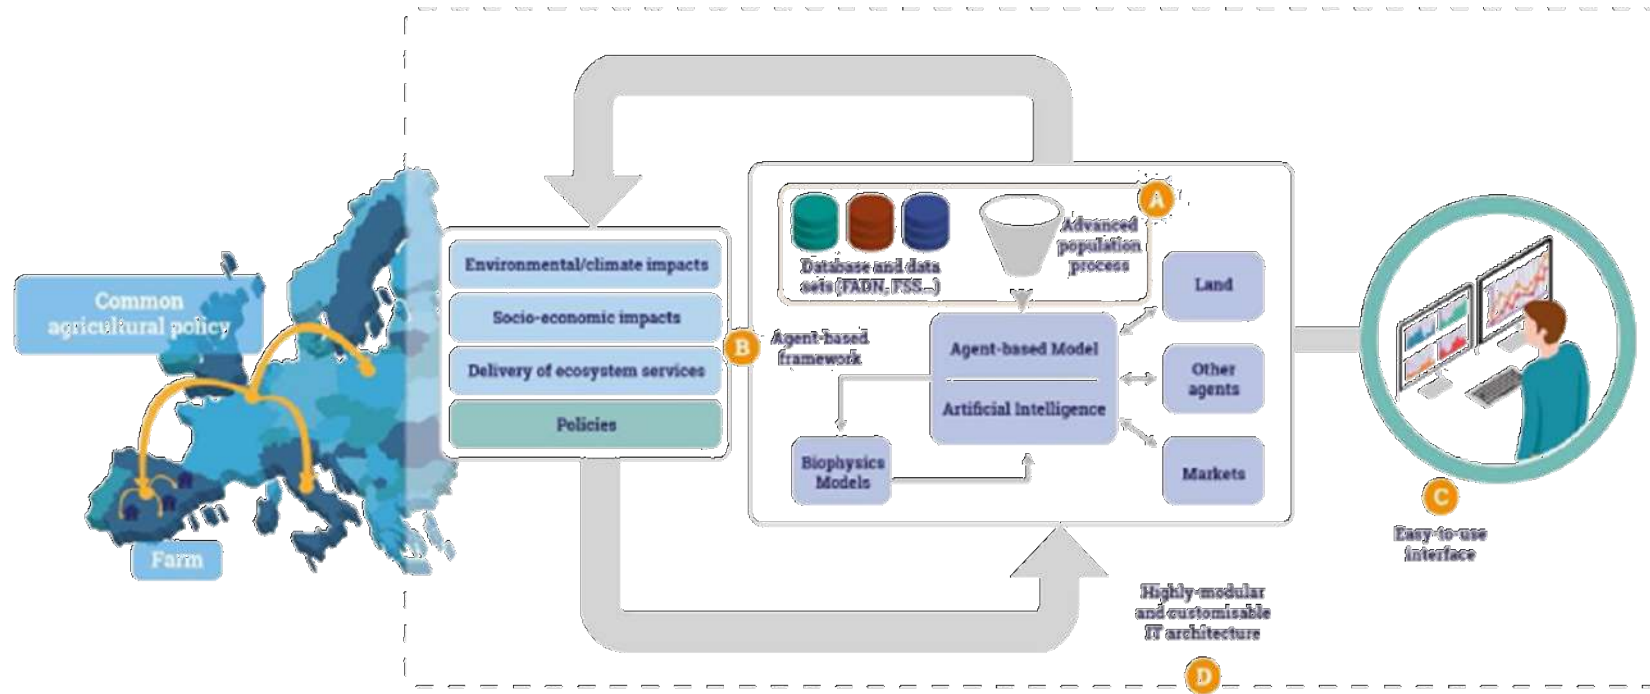 Common
agricultural policy
Farm
Environmental/climate impacts
Socio-economic impacts
Delivery of ecosystem services
Policies
A
Database and data
sets (FADN, FSS...)
Advanced
population
process
B
Agent-based
framework
Agent-based Model
Artificial Intelligence
Biophysics
Models
Land
Other
agents
Markets
C
Easy-to-use
interface
Highly-modular
and customisable
IT architecture
D